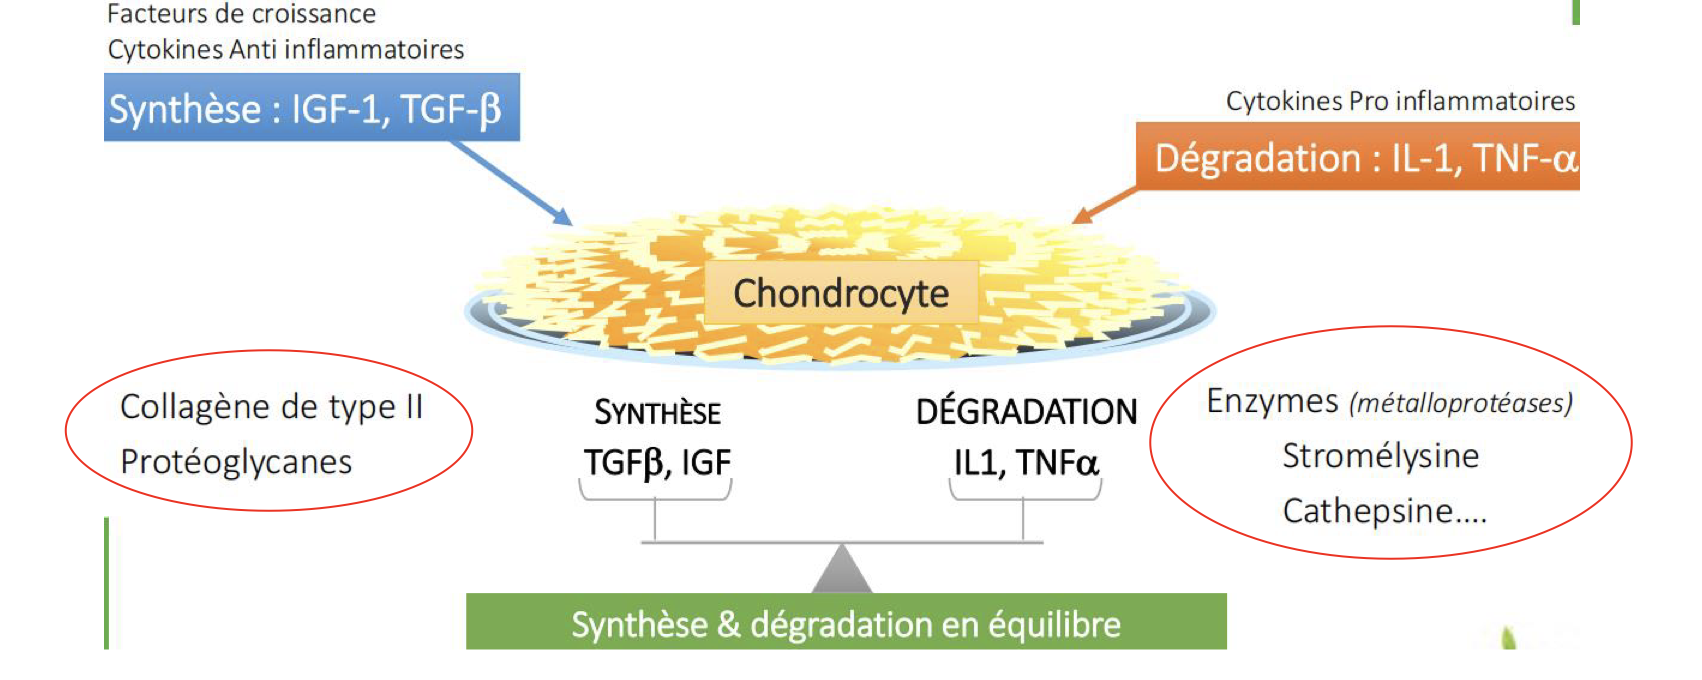 Facteurs de croissance
Cytokines Anti inflammatoires
Synthèse : IGF-1, TGF-β
Cytokines Pro inflammatoires
Dégradation : IL-1, TNF-α
Chondrocyte
Collagène de type II
Protéoglycanes
SYNTHÈSE
TGFβ, IGF
DÉGRADATION
IL1, TNFα
Enzymes (métalloprotéases)
Stromélysine
Cathepsine....
Synthèse & dégradation en équilibre